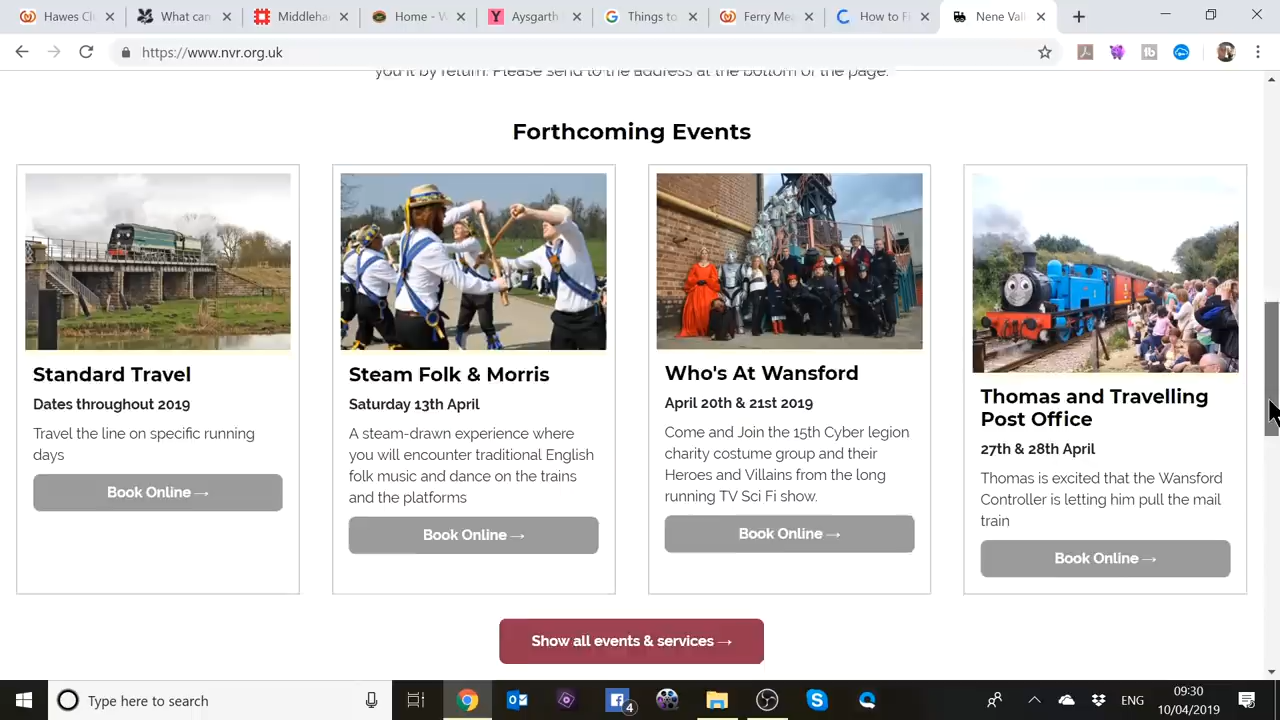 Hawes Ci
What can
Middleha
Home - W
Aysgarth
Things to
Ferry Mea
How to Fi
Nene Vall
https://www.nvr.org.uk
you it by return. Please send to the address at the bottom of the page.
Forthcoming Events
Standard Travel
Dates throughout 2019
Travel the line on specific running
days
Book Online →
Steam Folk & Morris
Saturday 13th April
A steam-drawn experience where
you will encounter traditional English
folk music and dance on the trains
and the platforms
Book Online →
Who's At Wansford
April 20th & 21st 2019
Come and Join the 15th Cyber legion
charity costume group and their
Heroes and Villains from the long
running TV Sci Fi show.
Book Online →
Thomas and Travelling
Post Office
27th & 28th April
Thomas is excited that the Wansford
Controller is letting him pull the mail
train
Book Online →
Show all events & services →
Type here to search
4
ENG
09:30
10/04/2019